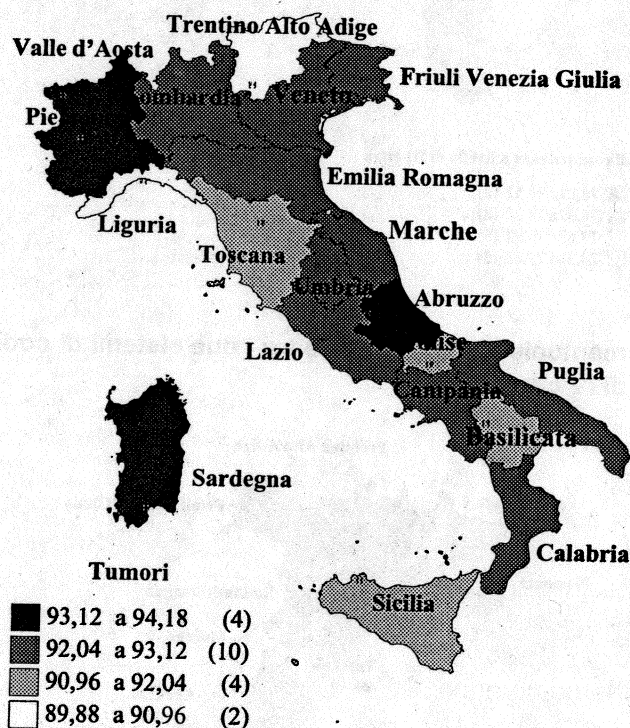 Trentino Alto Adige
Valle d'Aosta
Friuli Venezia Giulia
Lombardia
Veneto
Emilia Romagna
Liguria
Marche
Toscana
Umbria
Abruzzo
Lazio
Puglia
Campania
Basilicata
Sardegna
Calabria
Sicilia
Tumori
93,12 a 94,18 (4)
92,04 a 93,12 (10)
90,96 a 92,04 (4)
89,88 a 90,96 (2)